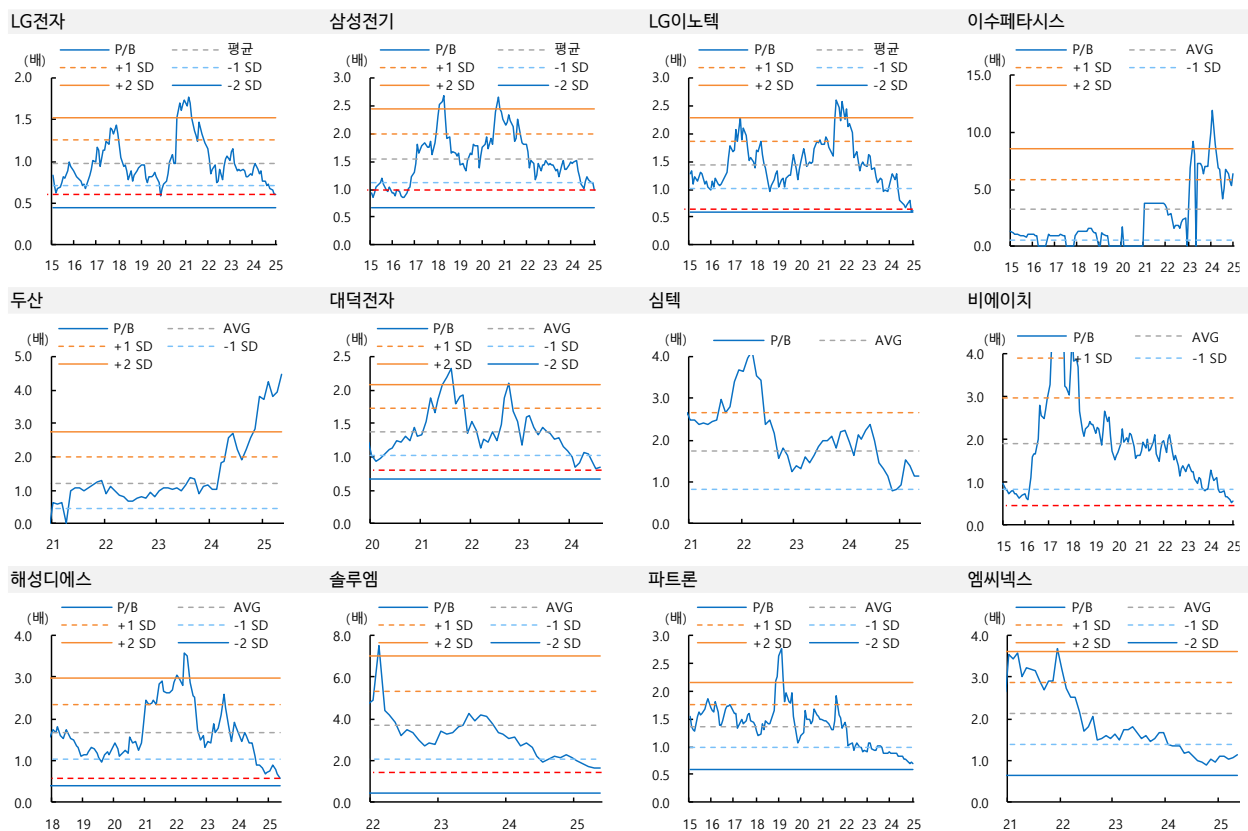 LG전자
(배)
P/B 평균
+1 SD -1 SD
+2 SD -2 SD
2.0
1.5
1.0
0.5
0.0
15 16 17 18 19 20 21 22 23 24 25
삼성전기
(배)
P/B 평균
+1 SD -1 SD
+2 SD -2 SD
3.0
2.5
2.0
1.5
1.0
0.5
0.0
15 16 17 18 19 20 21 22 23 24 25
LG이노텍
(배)
P/B 평균
+1 SD -1 SD
+2 SD -2 SD
3.0
2.5
2.0
1.5
1.0
0.5
0.0
15 16 17 18 19 20 21 22 23 24 25
이수페타시스
(배)
P/B AVG
+1 SD -1 SD
+2 SD
15.0
10.0
5.0
0.0
15 16 17 18 19 20 21 22 23 24 25
두산
(배)
P/B AVG
+1 SD -1 SD
+2 SD
5.0
4.0
3.0
2.0
1.0
0.0
21 22 23 24 25
대덕전자
(배)
P/B AVG
+1 SD -1 SD
+2 SD -2 SD
2.5
2.0
1.5
1.0
0.5
0.0
20 21 22 23 24
심텍
(배)
P/B AVG
4.0
3.0
2.0
1.0
0.0
21 22 23 24 25
비에이치
(배)
P/B AVG
+1 SD -1 SD
4.0
3.0
2.0
1.0
0.0
15 16 17 18 19 20 21 22 23 24 25
해성디에스
(배)
P/B AVG
+1 SD -1 SD
+2 SD -2 SD
4.0
3.0
2.0
1.0
0.0
18 19 20 21 22 23 24 25
솔루엠
(배)
P/B AVG
+1 SD -1 SD
+2 SD -2 SD
8.0
6.0
4.0
2.0
0.0
22 23 24 25
파트론
(배)
P/B AVG
+1 SD -1 SD
+2 SD -2 SD
3.0
2.5
2.0
1.5
1.0
0.5
0.0
15 16 17 18 19 20 21 22 23 24 25
엠씨넥스
(배)
P/B AVG
+1 SD -1 SD
+2 SD -2 SD
4.0
3.0
2.0
1.0
0.0
21 22 23 24 25